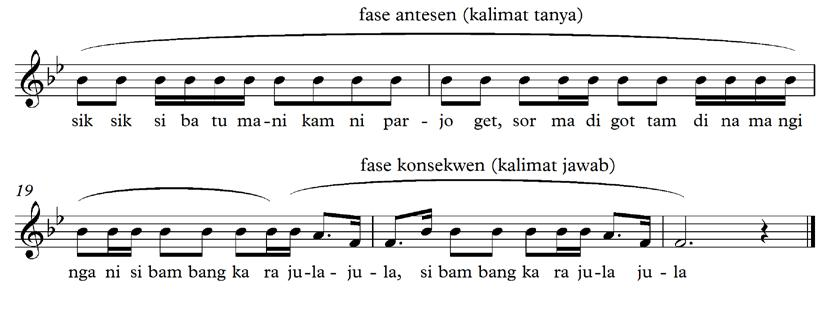 fase antesen (kalimat tanya)
sik sik si ba tu ma-ni kam ni par - jo get, sor ma di got tam di na ma ngi
fase konsekwen (kalimat jawab)
19
nga ni si bam bang ka ra ju-la- ju - la, si bam bang ka ra ju-la ju - la